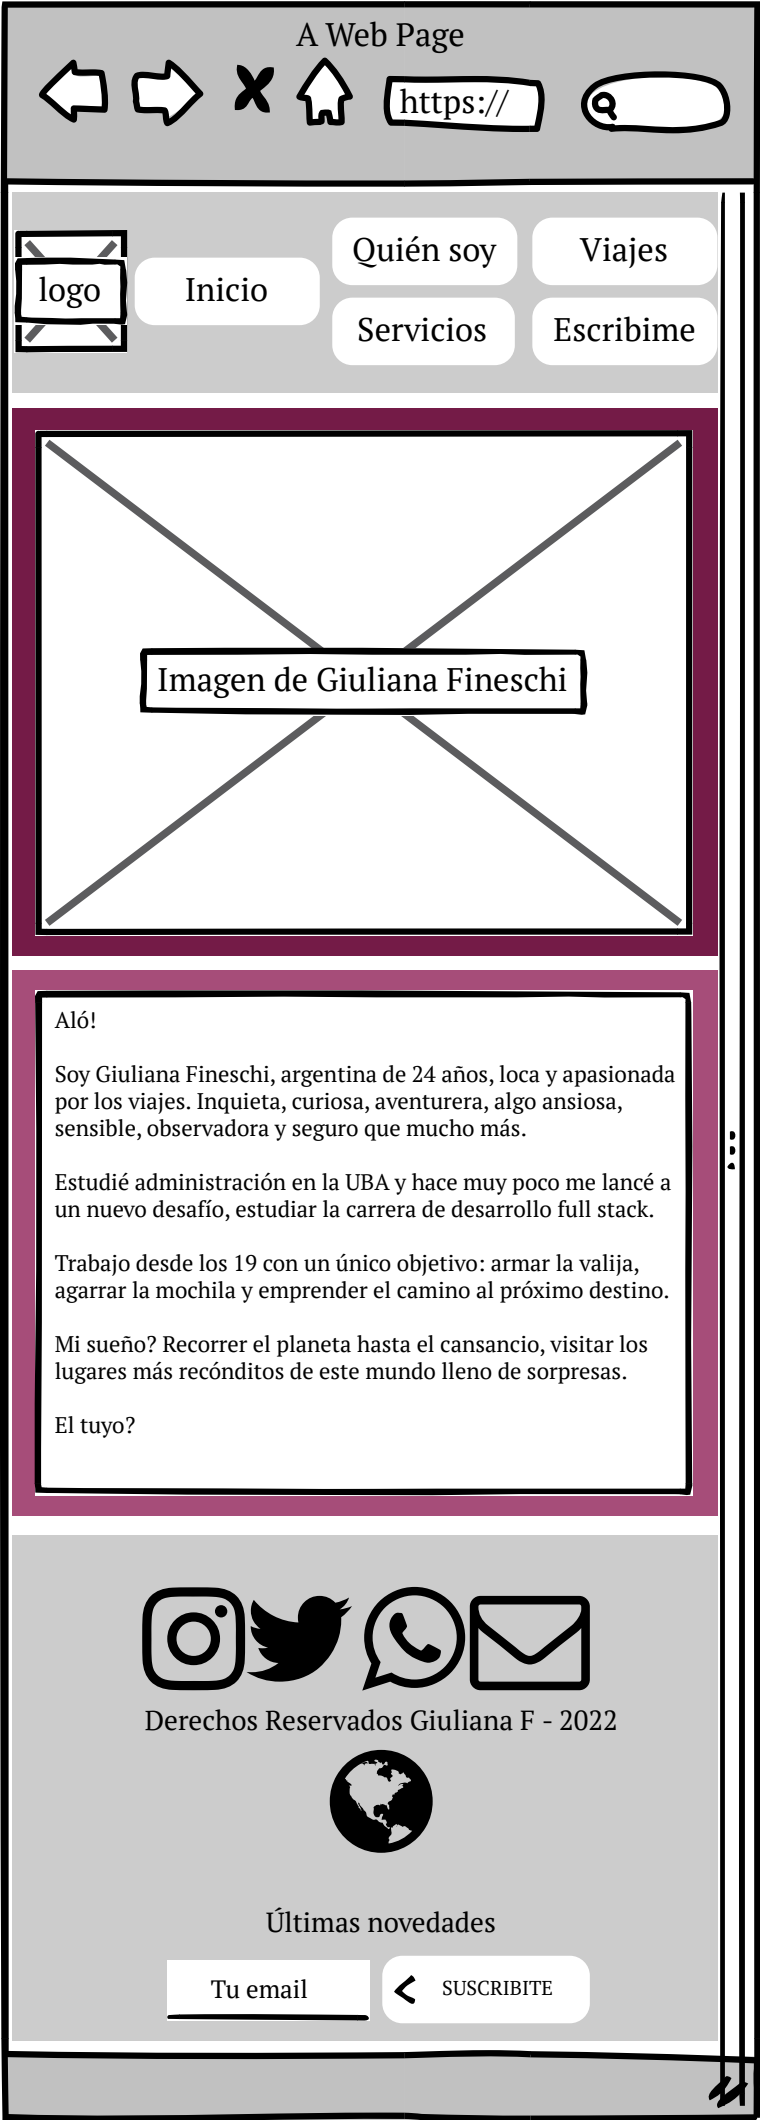 A Web Page
https://
logo
Inicio
Quién soy
Viajes
Servicios
Escribime
Imagen de Giuliana Fineschi
Aló!
Soy Giuliana Fineschi, argentina de 24 años, loca y apasionada
por los viajes. Inquieta, curiosa, aventurera, algo ansiosa,
sensible, observadora y seguro que mucho más.
Estudié administración en la UBA y hace muy poco me lancé a
un nuevo desafío, estudiar la carrera de desarrollo full stack.
Trabajo desde los 19 con un único objetivo: armar la valija,
agarrar la mochila y emprender el camino al próximo destino.
Mi sueño? Recorrer el planeta hasta el cansancio, visitar los
lugares más recónditos de este mundo lleno de sorpresas.
El tuyo?
Derechos Reservados Giuliana F - 2022
Últimas novedades
Tu email
SUSCRIBITE